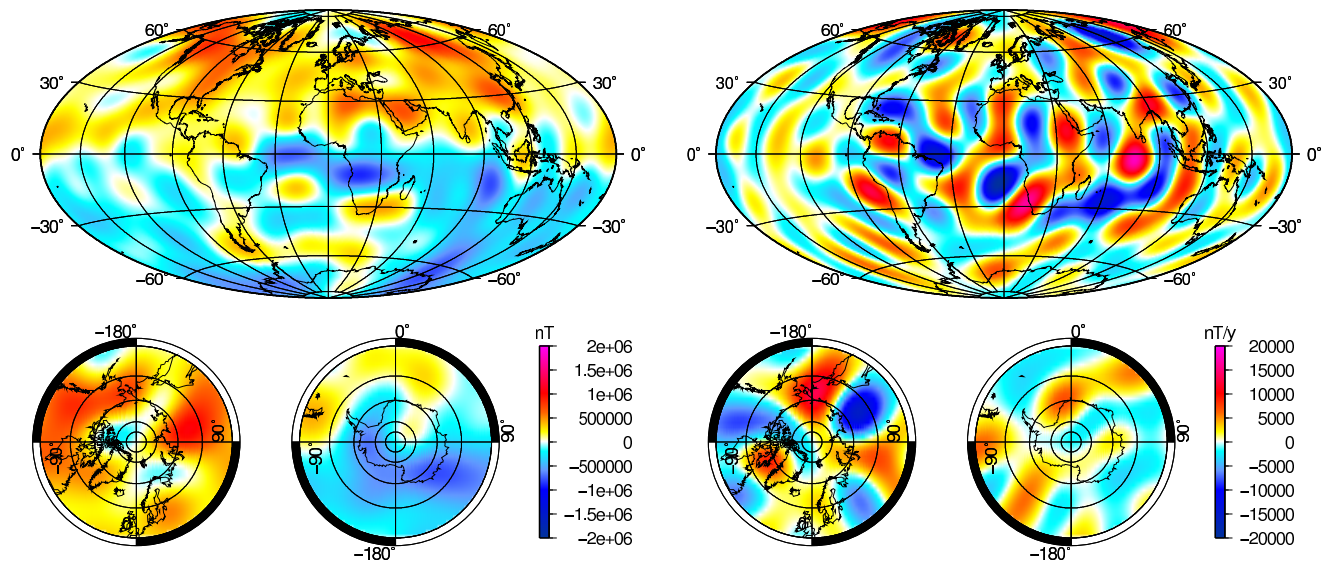 60˚ 60˚ 60˚ 60˚
30˚ 30˚ 30˚ 30˚
0˚ 0˚ 0˚ 0˚
−30˚ −30˚ −30˚ −30˚
−60˚ −60˚ −60˚ −60˚
−180˚ 0˚ nT −180˚ 0˚ nT/y
2e+06 20000
1.5e+06 15000
1e+06 10000
500000 5000
−90˚ 90˚ −90˚ 90˚ 0 −90˚ 90˚ −90˚ 90˚ 0
−500000 −5000
−1e+06 −10000
−1.5e+06 −15000
−2e+06 −20000
0˚ −180˚ 0˚ −180˚